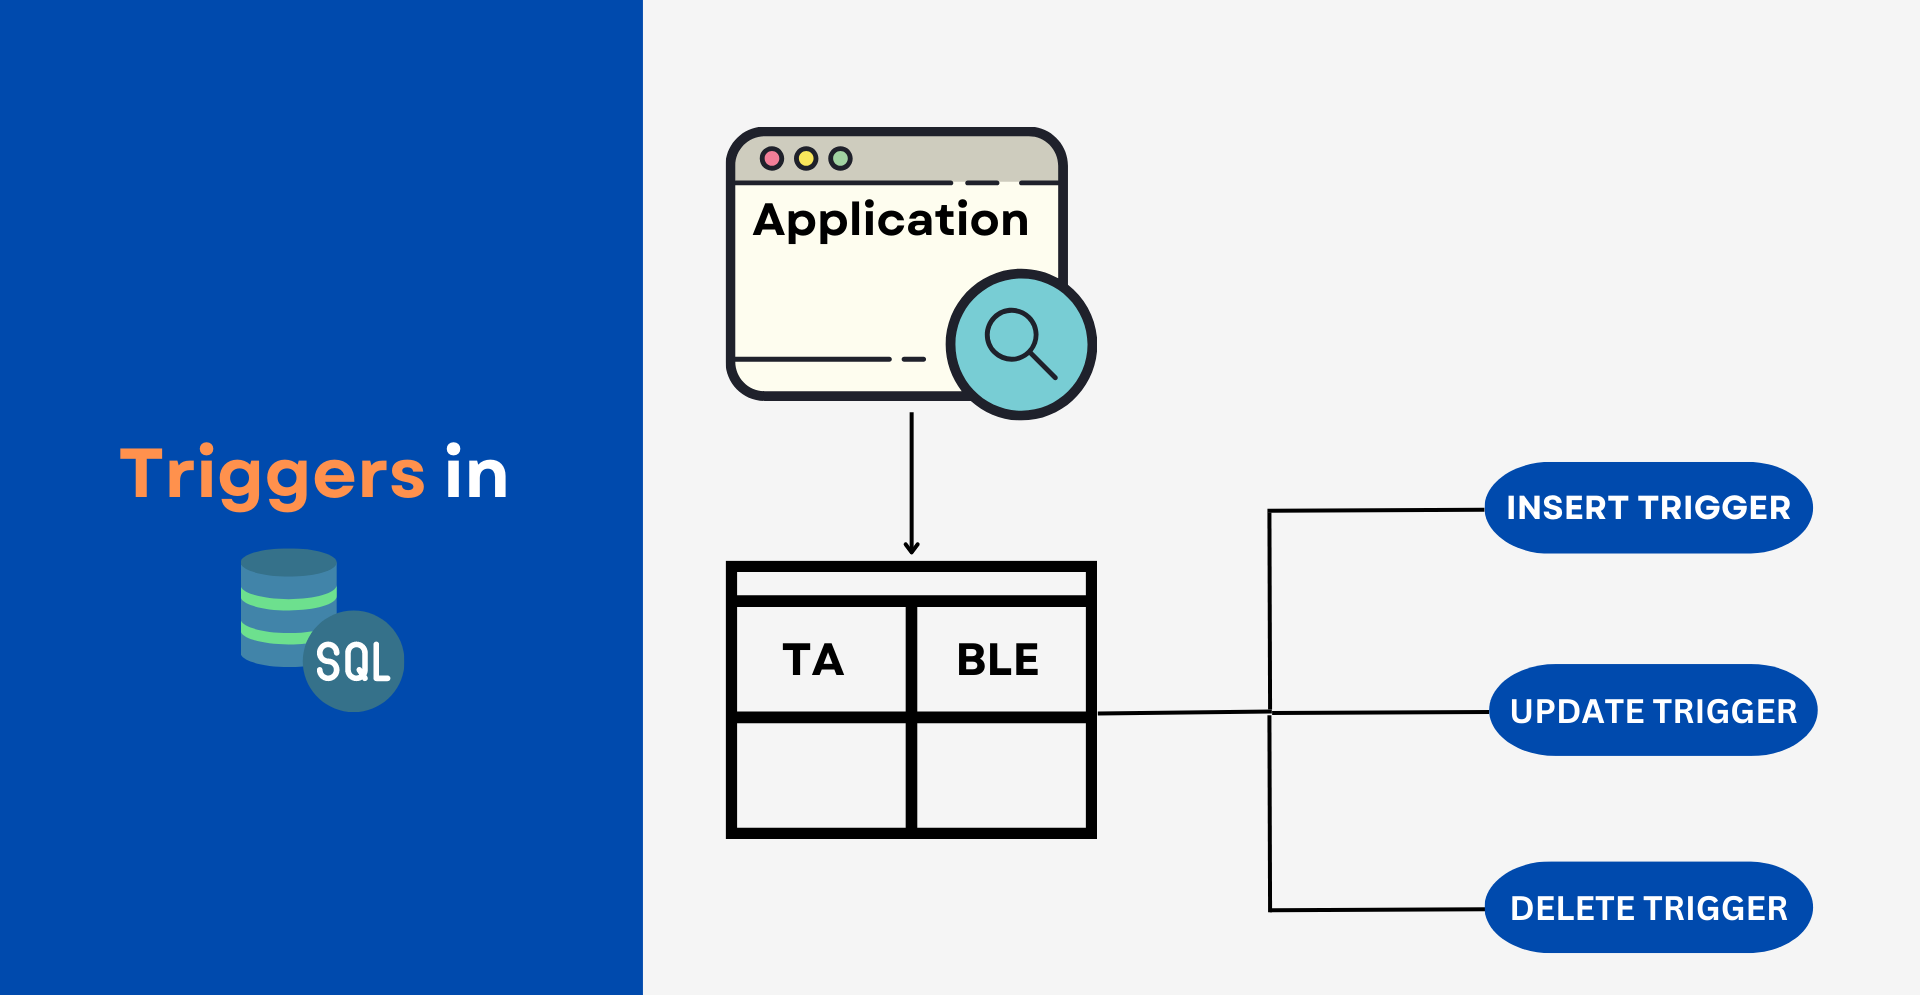 Triggers in
SQL
Application
TA
BLE
INSERT TRIGGER
UPDATE TRIGGER
DELETE TRIGGER